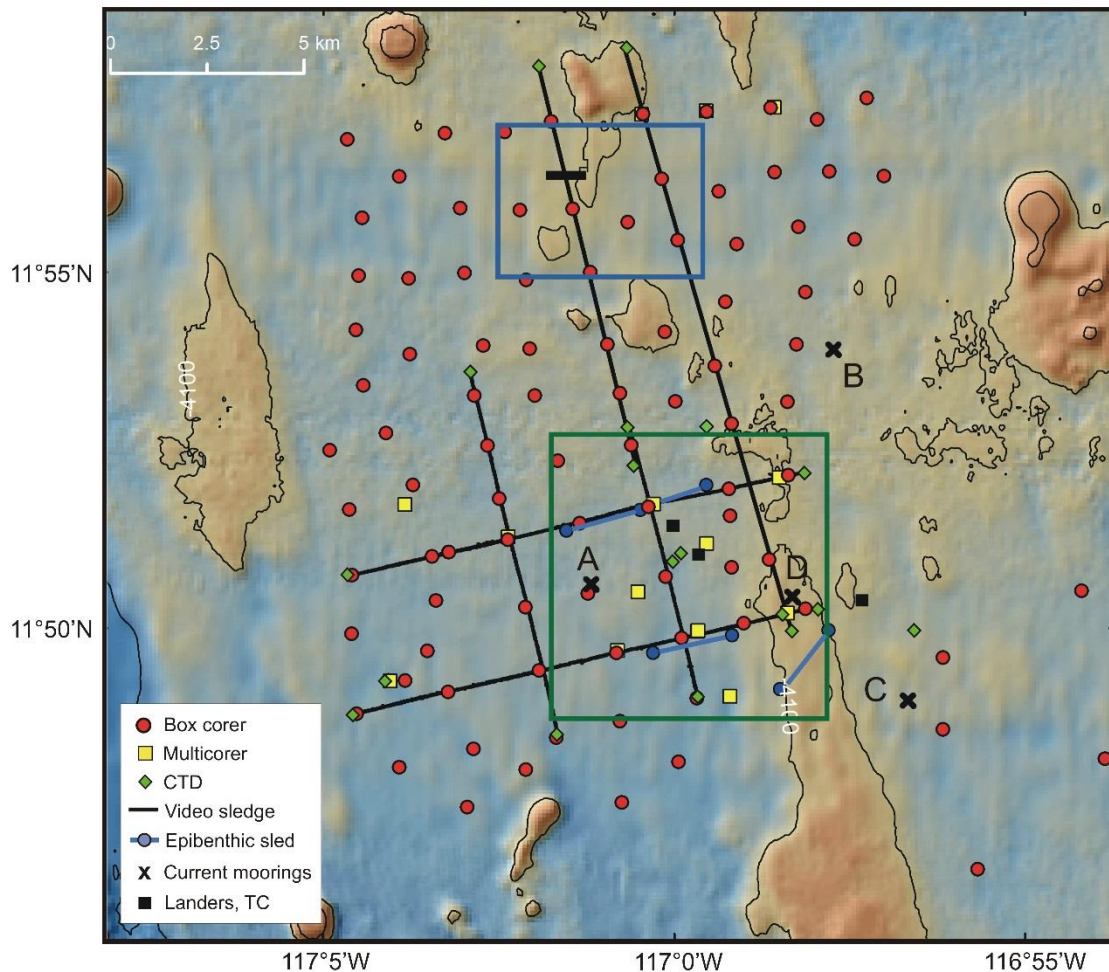 0 2.5 5 km
11°55'N
4100
B
A
D
11°50'N
C
4100
Box corer
Multicorer
CTD
Video sledge
Epibenthic sled
Current moorings
Landers, TC
117°5'W 117°0'W 116°55'W